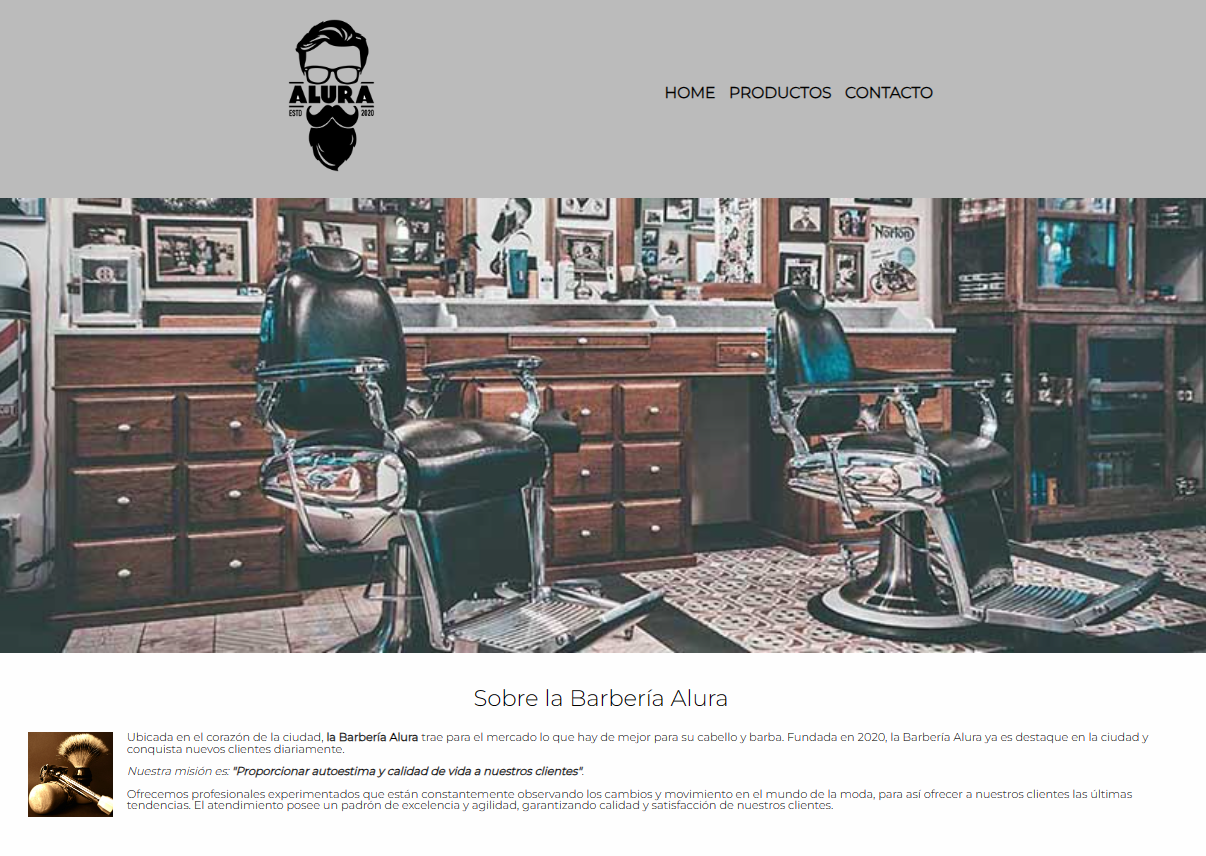 ALURA
ESTD 2020
HOME PRODUCTOS CONTACTO
Norton
Sobre la Barbería Alura
Ubicada en el corazón de la ciudad, la Barbería Alura trae para el mercado lo que hay de mejor para su cabello y barba. Fundada en 2020, la Barbería Alura ya es destaque en la ciudad y
conquista nuevos clientes diariamente.
Nuestra misión es: "Proporcionar autoestima y calidad de vida a nuestros clientes".
Ofrecemos profesionales experimentados que están constantemente observando los cambios y movimiento en el mundo de la moda, para así ofrecer a nuestros clientes las últimas
tendencias. El atendimiento posee un padrón de excelencia y agilidad, garantizando calidad y satisfacción de nuestros clientes.